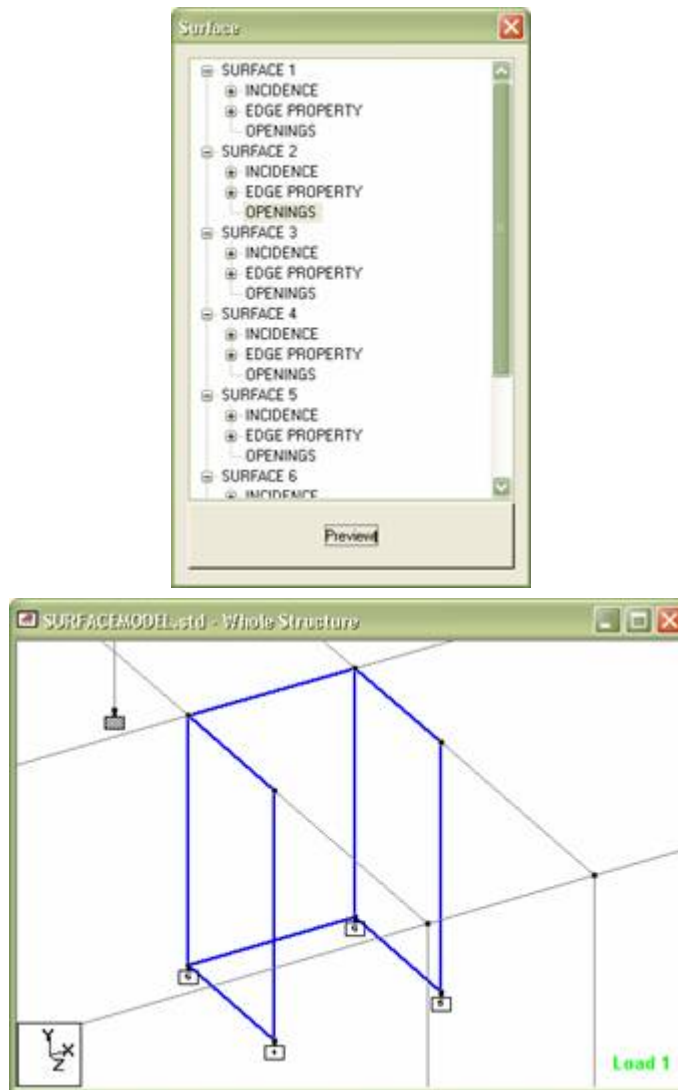 Surface
SURFACE 1
INCIDENCE
EDGE PROPERTY
OPENINGS
SURFACE 2
INCIDENCE
EDGE PROPERTY
OPENINGS
SURFACE 3
INCIDENCE
EDGE PROPERTY
OPENINGS
SURFACE 4
INCIDENCE
EDGE PROPERTY
OPENINGS
SURFACE 5
INCIDENCE
EDGE PROPERTY
OPENINGS
SURFACE 6
INCIDENCE
Preview
SURFACEMODEL.std - Whole Structure
Y
X
Z
Load 1